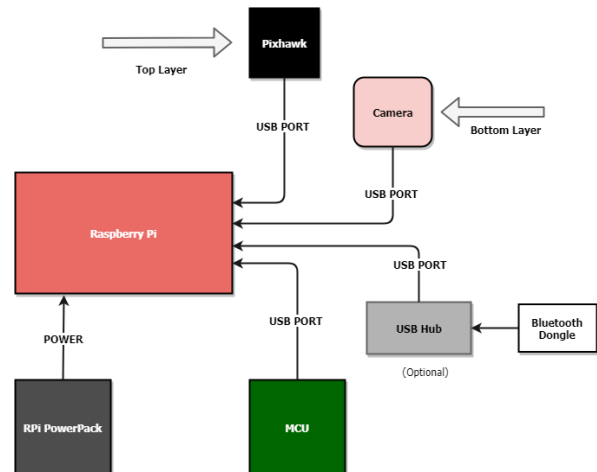 Pixhawk
Top Layer
Camera
USB PORT
Bottom Layer
USB PORT
Raspberry Pi
USB PORT
USB PORT
USB Hub
Bluetooth
Dongle
POWER
(Optional)
RPi PowerPack
MCU